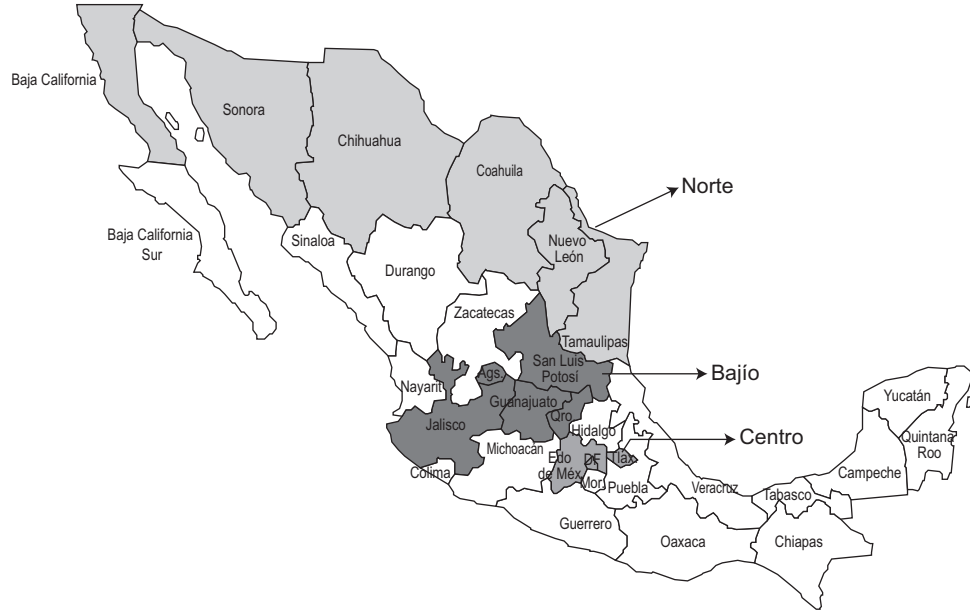 Baja California
Sonora
Chihuahua
Coahuila
Norte
Baja California
Sur
Sinaloa
Nuevo
León
Durango
Zacatecas
Tamaulipas
San Luis
Potosí
Bajío
Nayarit
Ags.
Guanajuato
Yucatán
Jalisco
Qro.
Hidalgo
Centro
Quintana
Roo
Michoacán
Edo
de Méx
DF
Tlax.
Campeche
Colima
Mor.
Puebla
Veracruz
Tabasco
Guerrero
Oaxaca
Chiapas